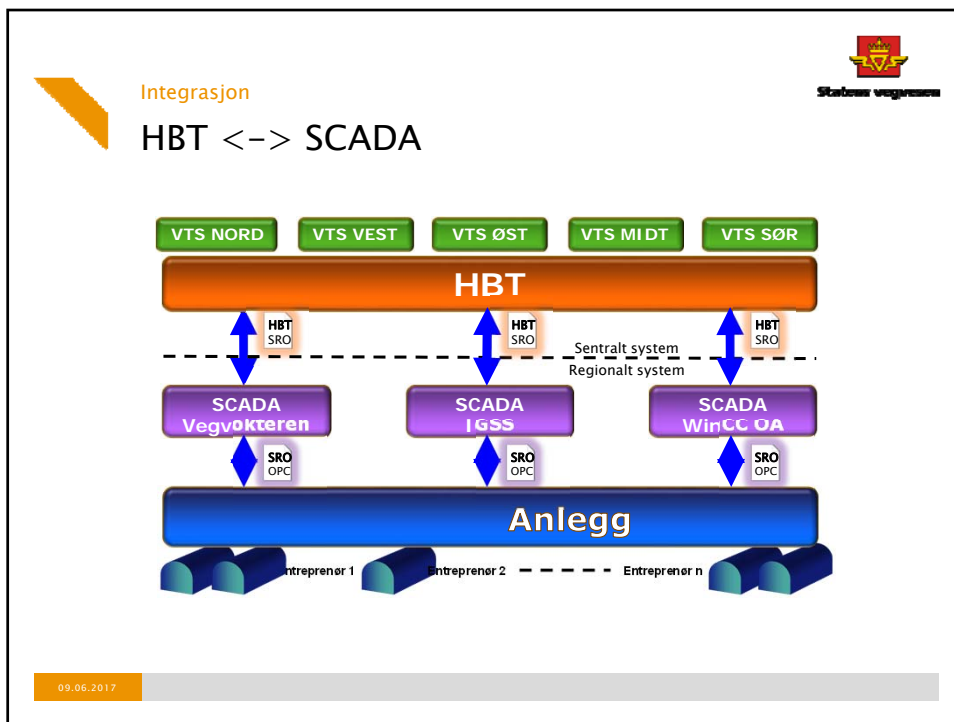 Statens vegvesen
Integrasjon
HBT <-> SCADA
VTS NORD VTS VEST VTS ØST VTS MIDT VTS SØR
HBT
HBT SRO
HBT SRO
HBT SRO
Sentralt system
Regionalt system
SCADA Vegvokteren
SCADA IGSS
SCADA WinCC OA
SRO OPC
SRO OPC
SRO OPC
Anlegg
ntreprenør 1 Entreprenør 2 Entreprenør n
09.06.2017